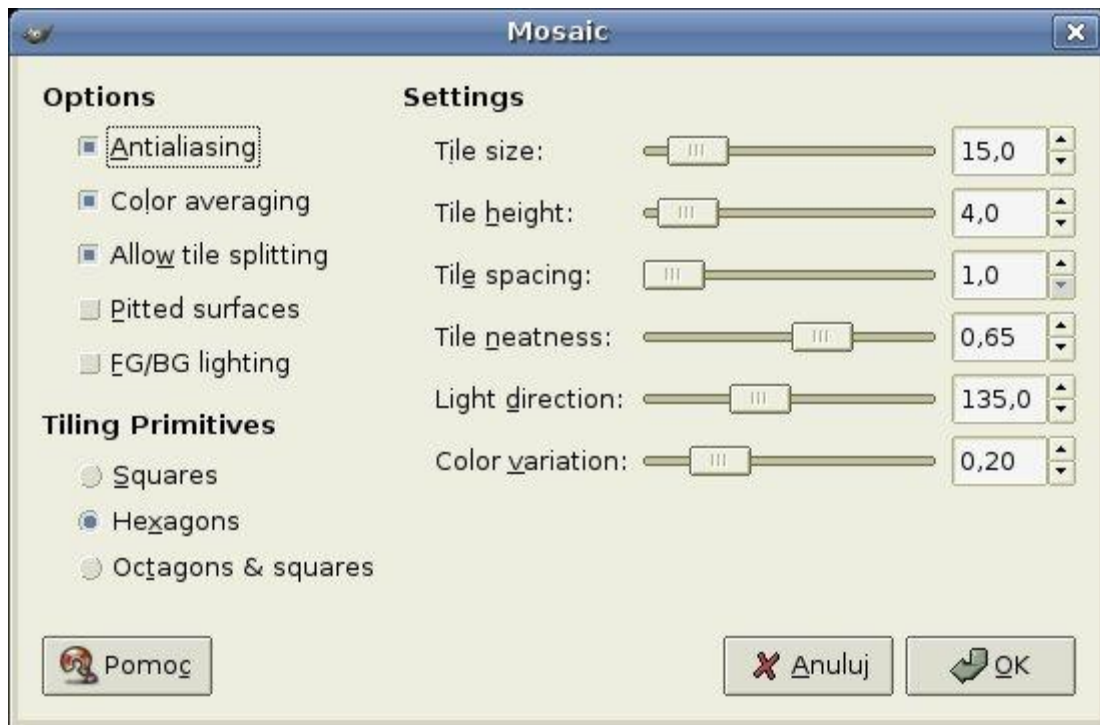 Mosaic
Options
Antialiasing
Color averaging
Allow tile splitting
Pitted surfaces
FG/BG lighting
Tiling Primitives
Squares
Hexagons
Octagons & squares
Settings
Tile size: 15,0
Tile height: 4,0
Tile spacing: 1,0
Tile neatness: 0,65
Light direction: 135,0
Color variation: 0,20
Pomoc
Anuluj
OK